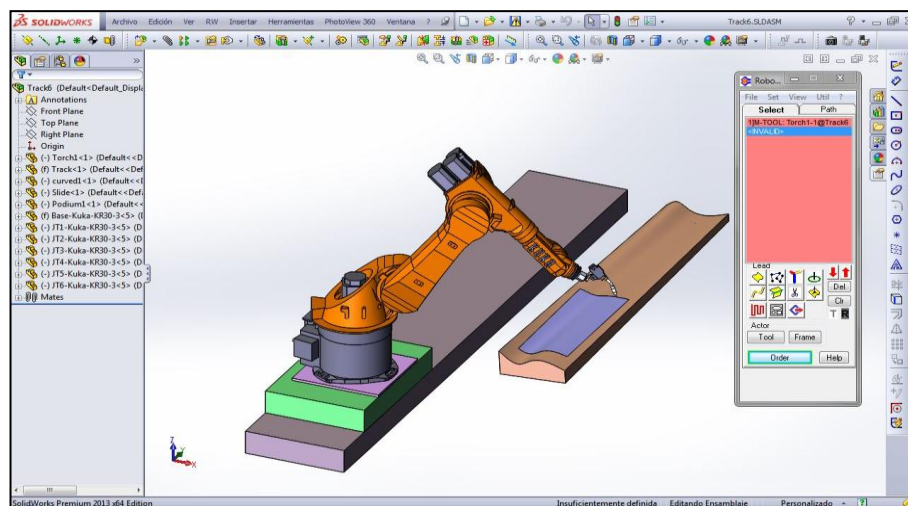 SOLIDWORKS Archivo Edición Ver RW Insertar Herramientas PhotoView 360 Ventana ? Track6.SLDASM
Track6 (Default<Default_Displa
Annotations
Front Plane
Top Plane
Right Plane
Origin
(-) Torch1<1> (Default<<D
(f) Track<1> (Default<<Def
(-) curved1<1> (Default<<D
(-) Slide<1> (Default<<Defa
(-) Podium1<1> (Default<<
(f) Base-Kuka-KR30-3<5> (
(-) JT1-Kuka-KR30-3<5> (D
(-) JT2-Kuka-KR30-3<5> (D
(-) JT3-Kuka-KR30-3<5> (D
(-) JT4-Kuka-KR30-3<5> (D
(-) JT5-Kuka-KR30-3<5> (D
(-) JT6-Kuka-KR30-3<5> (D
Mates
KUKA
Z
Y
X
Robo...
File Set View Util ?
Select Path
1]M-TOOL: Torch1-1@Track6
<INVALID>
Lead
Del
Clr
T R
Actor
Tool Frame
Order Help
SolidWorks Premium 2013 x64 Edition Insuficientemente definida Editando Ensamblaje Personalizado